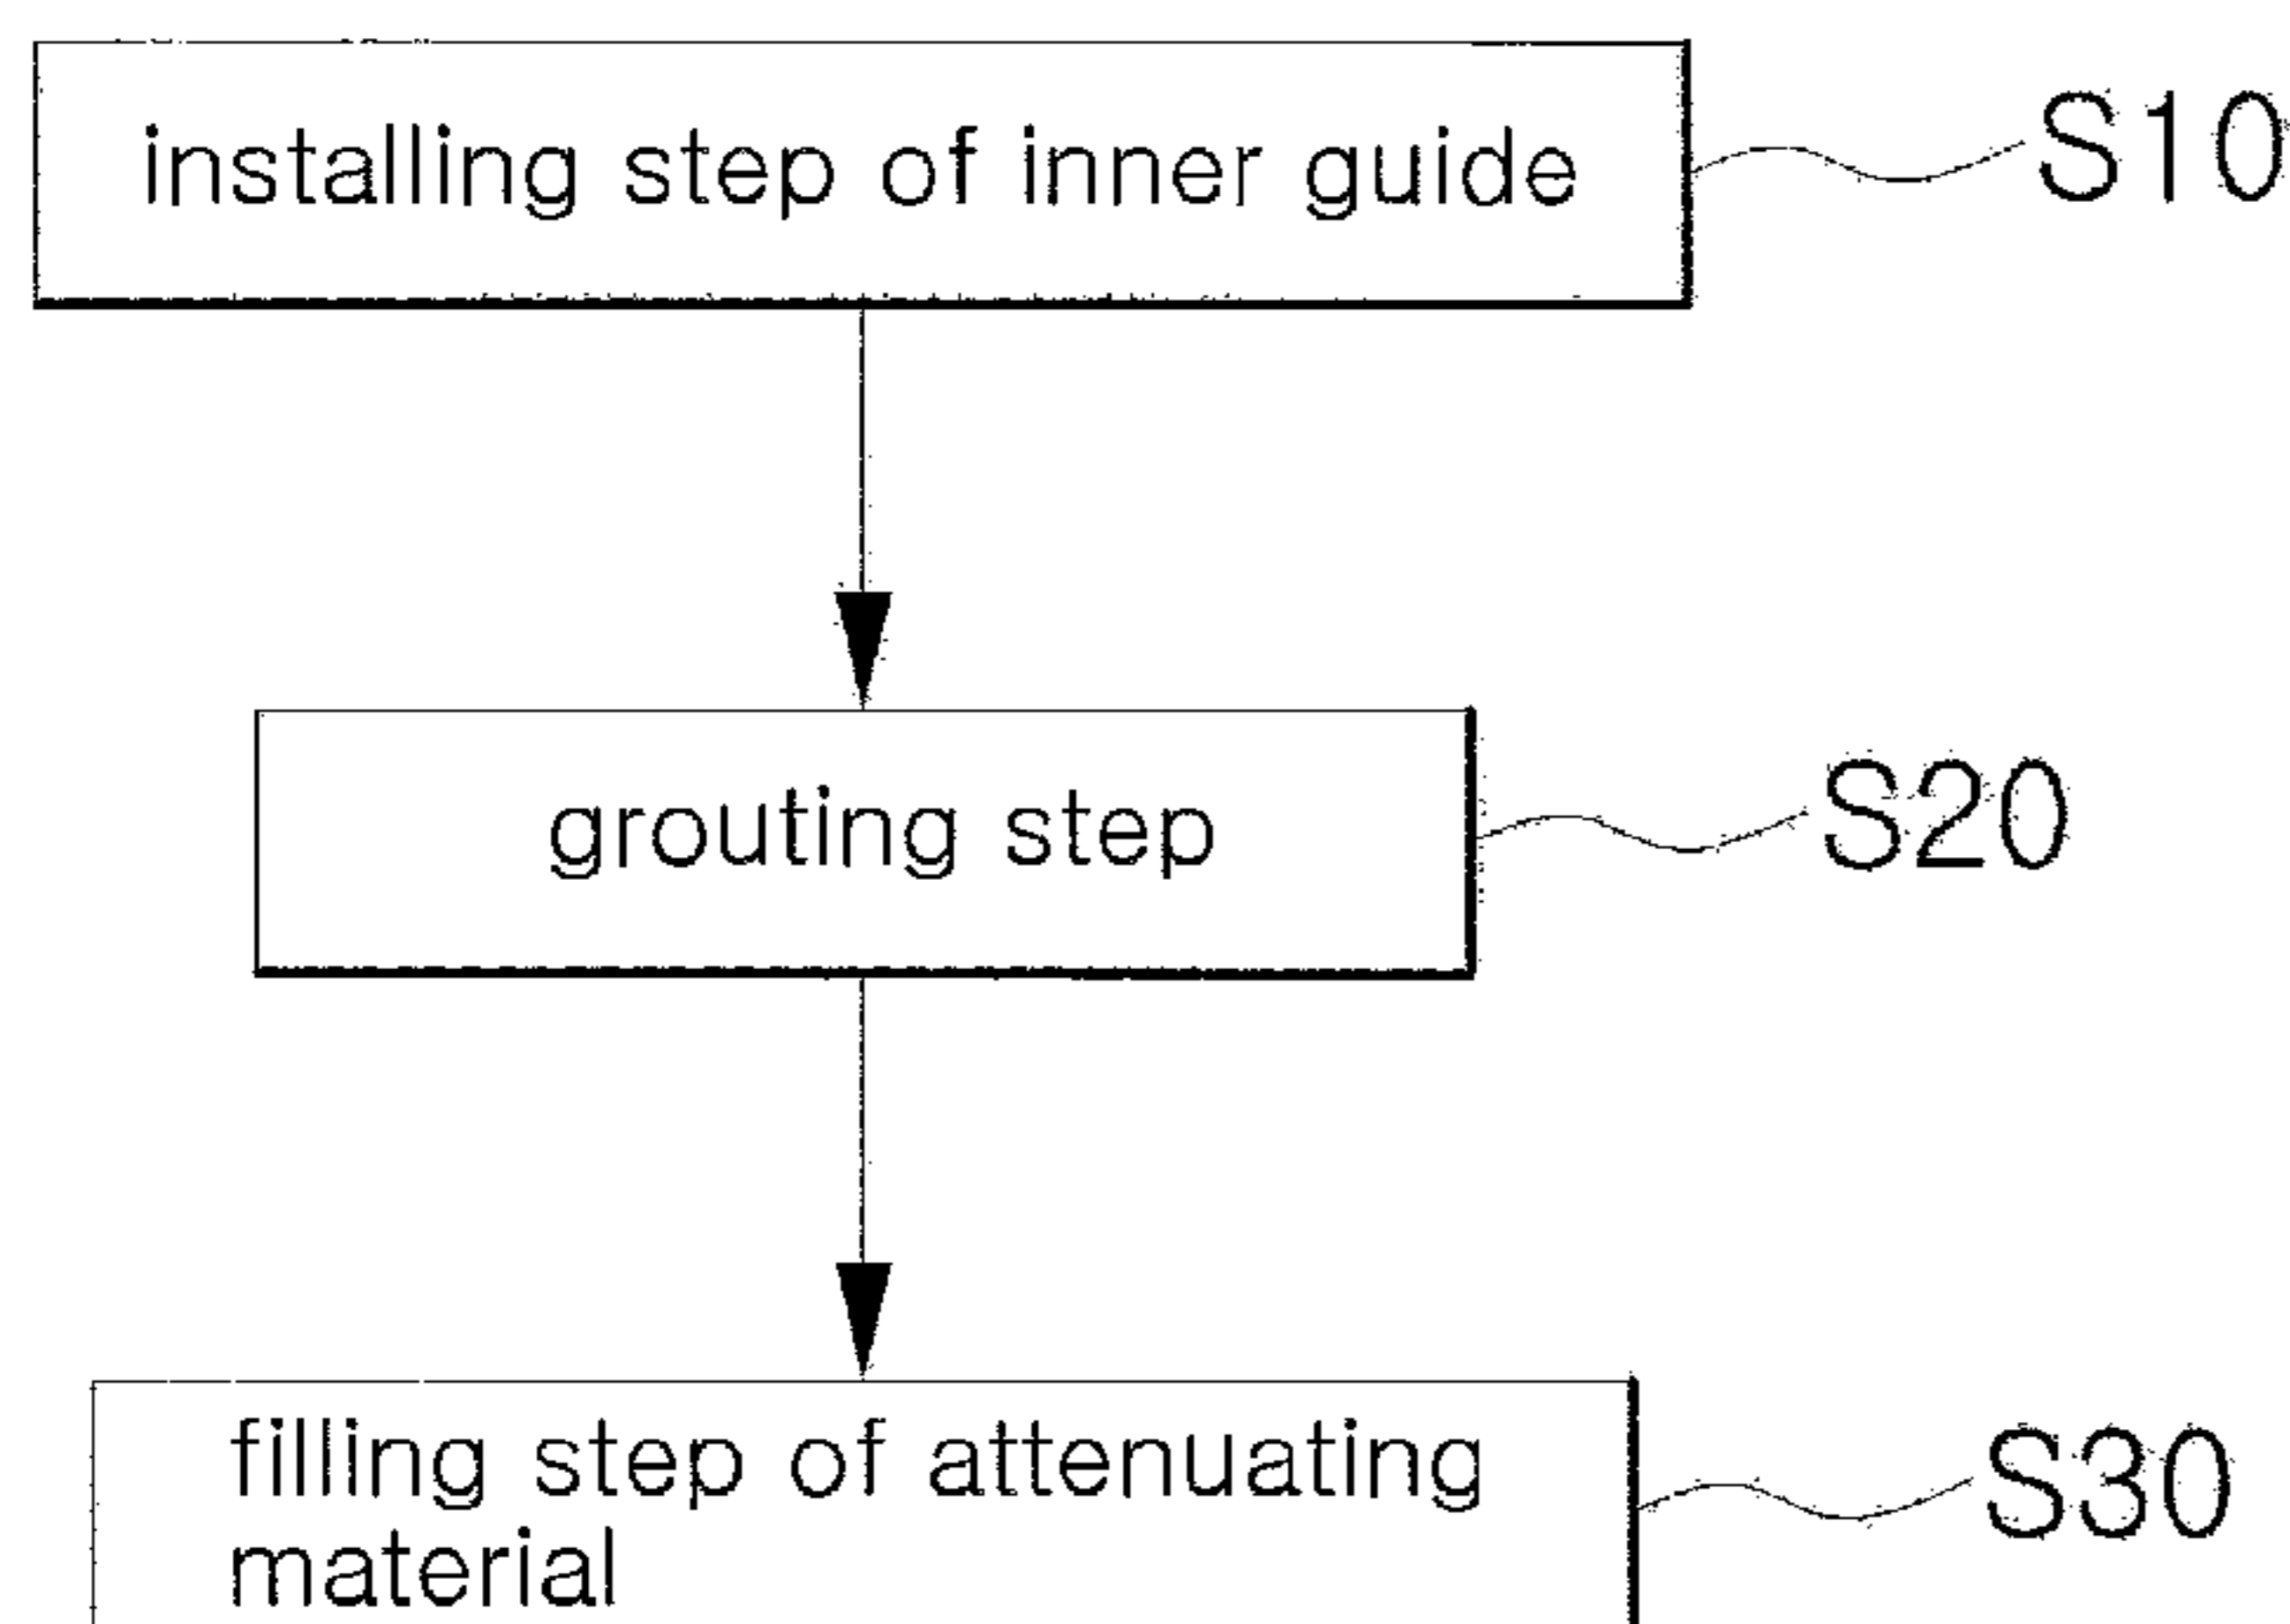 installing step of inner guide S10
grouting step S20
filling step of attenuating S30
material